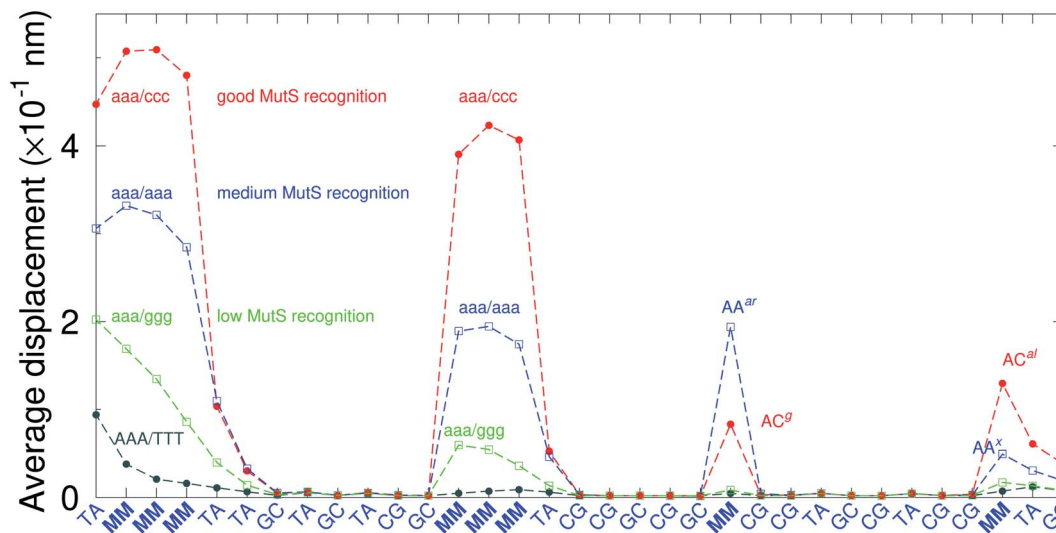 Average displacement (×10⁻¹ nm)
4
2
0
aaa/ccc
good MutS recognition
aaa/ccc
aaa/aaa
medium MutS recognition
aaa/ggg
low MutS recognition
aaa/aaa
AAᵃʳ
AAA/TTT
aaa/ggg
ACᵍ
ACᵃˡ
AAˣ
TA MM MM MM TA TA GC TA GC TA CG GC MM MM MM TA CG CG GC CG GC MM CG CG TA GC GC TA CG CG MM TA